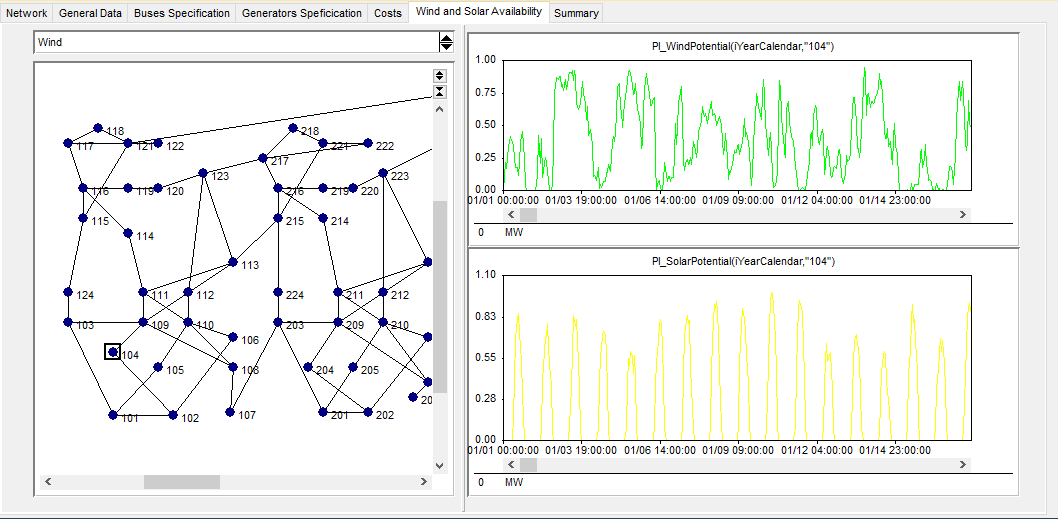 Network General Data Buses Specification Generators Speficication Costs Wind and Solar Availability Summary
Wind
118
117 121 122
123
116 119 120
115
114
113
124 111 112
103 109 110
106
104
105 108
101 102 107
218
217 221 222
223
216 219 220
215 214
224 211 212
203 209 210
204 205
20
201 202
PI_WindPotential(iYearCalendar,"104")
1.00
0.75
0.50
0.25
0.00
01/01 00:00:00 01/03 19:00:00 01/06 14:00:00 01/09 09:00:00 01/12 04:00:00 01/14 23:00:00
0 MW
PI_SolarPotential(iYearCalendar,"104")
1.10
0.83
0.55
0.28
0.00
01/01 00:00:00 01/03 19:00:00 01/06 14:00:00 01/09 09:00:00 01/12 04:00:00 01/14 23:00:00
0 MW